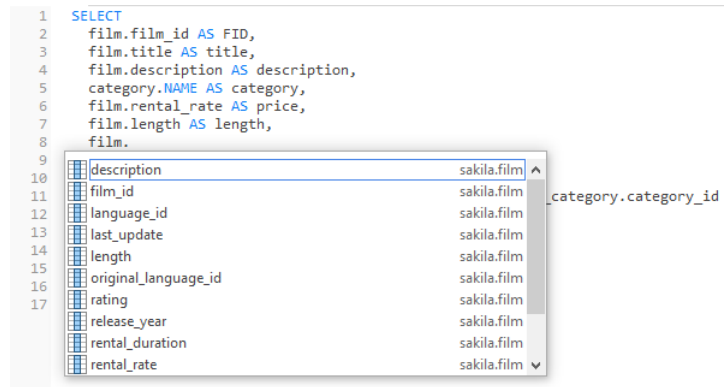 1 SELECT
2 film.film_id AS FID,
3 film.title AS title,
4 film.description AS description,
5 category.NAME AS category,
6 film.rental_rate AS price,
7 film.length AS length,
8 film.
9
description sakila.film
10
film_id sakila.film
11 _category.category_id
language_id sakila.film
12
last_update sakila.film
13
length sakila.film
14
original_language_id sakila.film
15
rating sakila.film
16
release_year sakila.film
17
rental_duration sakila.film
rental_rate sakila.film